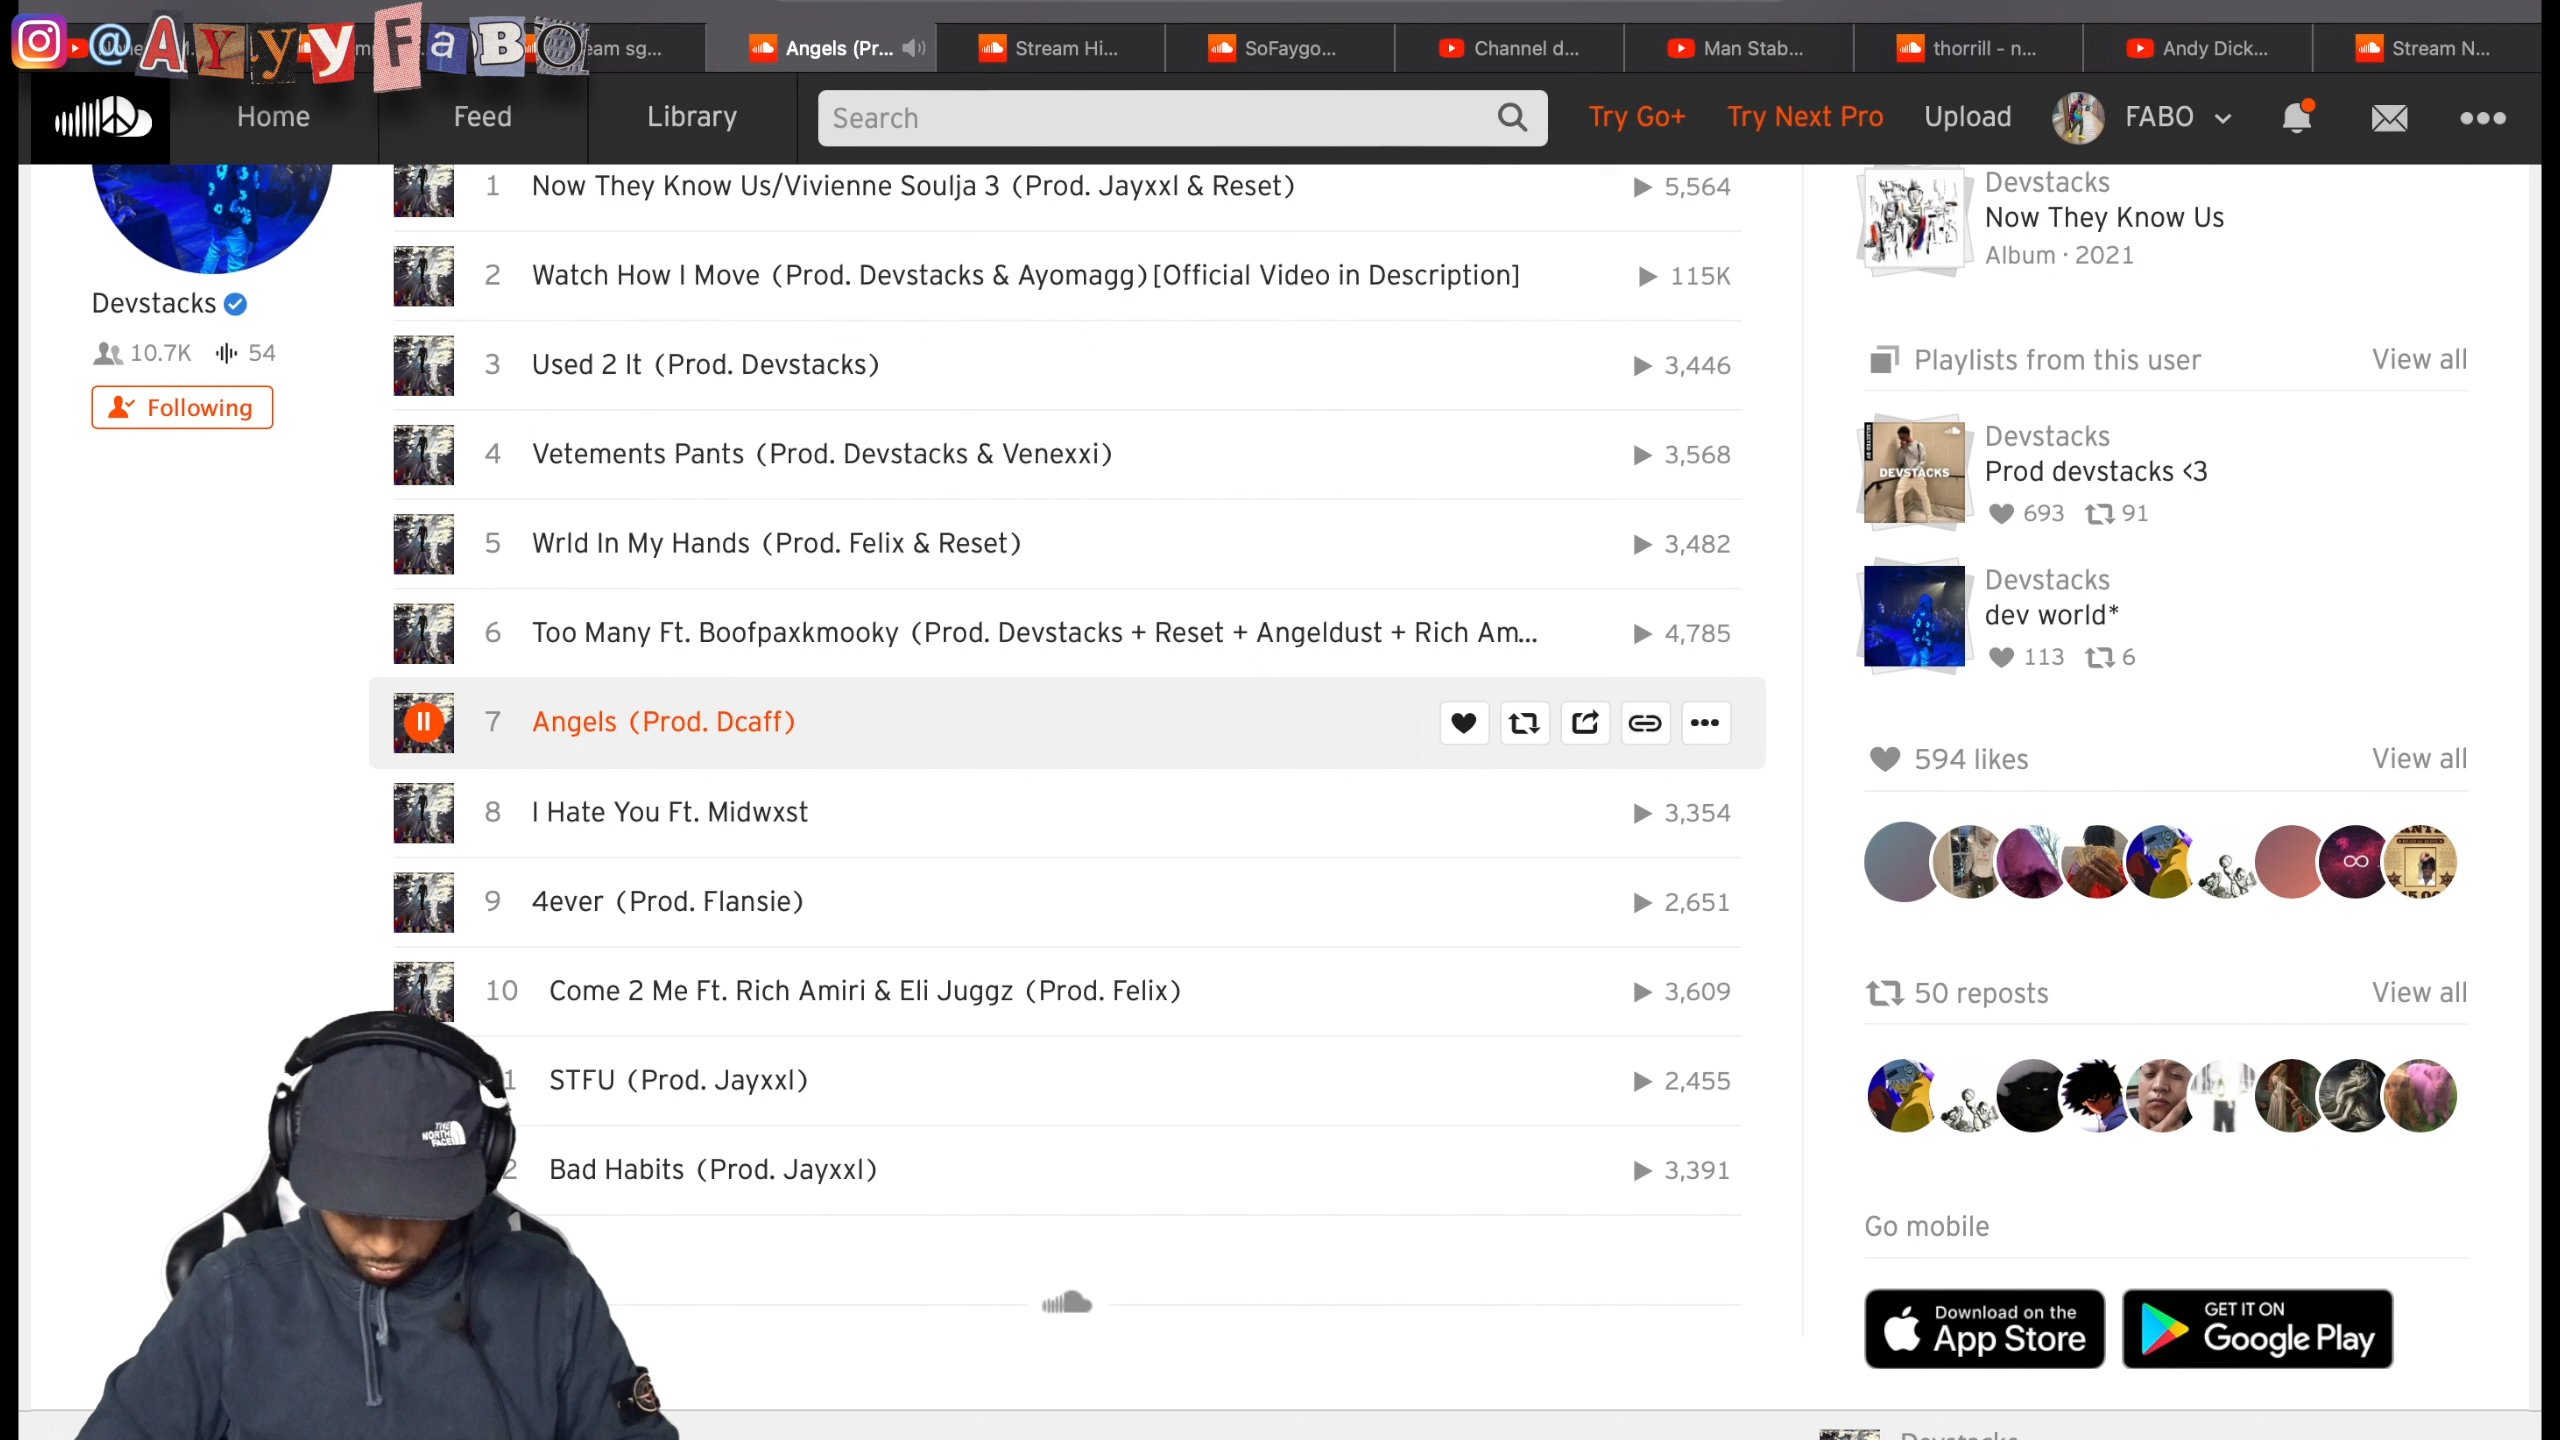 @AYyyFaBO
eam sg...
Angels (Pr...
Stream Hi...
SoFaygo...
Channel d...
Man Stab...
thorrill - n...
Andy Dick...
Stream N...
Home
Feed
Library
Search
Try Go+
Try Next Pro
Upload
FABO
1 Now They Know Us/Vivienne Soulja 3 (Prod. Jayxxl & Reset) 5,564
2 Watch How I Move (Prod. Devstacks & Ayomagg)[Official Video in Description] 115K
3 Used 2 It (Prod. Devstacks) 3,446
4 Vetements Pants (Prod. Devstacks & Venexxi) 3,568
5 Wrld In My Hands (Prod. Felix & Reset) 3,482
6 Too Many Ft. Boofpaxkmooky (Prod. Devstacks + Reset + Angeldust + Rich Am... 4,785
7 Angels (Prod. Dcaff)
8 I Hate You Ft. Midwxst 3,354
9 4ever (Prod. Flansie) 2,651
10 Come 2 Me Ft. Rich Amiri & Eli Juggz (Prod. Felix) 3,609
1 STFU (Prod. Jayxxl) 2,455
2 Bad Habits (Prod. Jayxxl) 3,391
Devstacks
10.7K 54
Following
THE NORTH FACE
Devstacks
Now They Know Us
Album · 2021
Playlists from this user View all
DEVSTACKS
Devstacks
Prod devstacks <3
693 91
Devstacks
dev world*
113 6
594 likes View all
50 reposts View all
Go mobile
Download on the
App Store
GET IT ON
Google Play